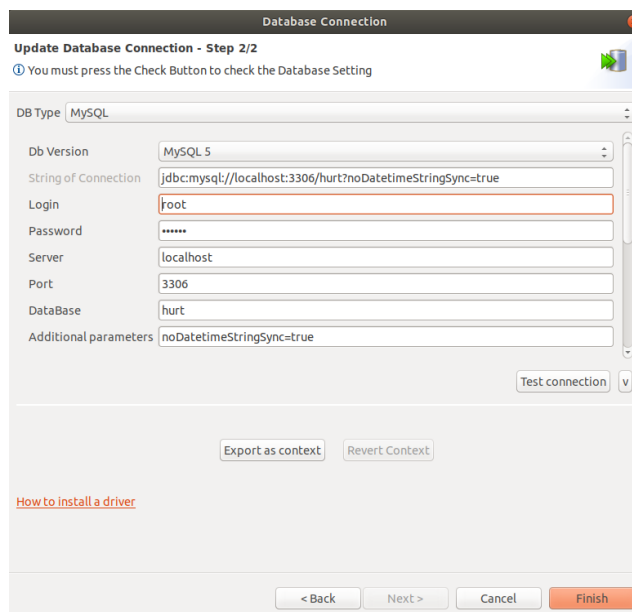 Database Connection
Update Database Connection - Step 2/2
You must press the Check Button to check the Database Setting
DB Type MySQL
Db Version MySQL 5
String of Connection jdbc:mysql://localhost:3306/hurt?noDatetimeStringSync=true
Login root
Password ••••••
Server localhost
Port 3306
DataBase hurt
Additional parameters noDatetimeStringSync=true
Test connection v
Export as context Revert Context
How to install a driver
< Back Next > Cancel Finish